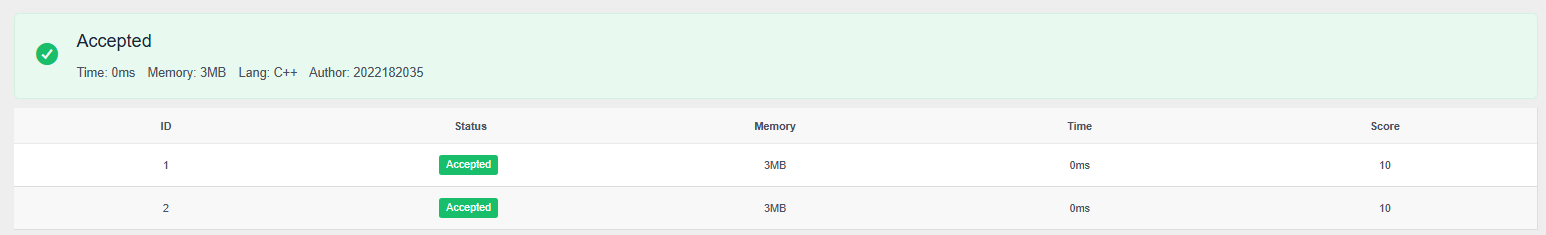 Accepted
Time: 0ms Memory: 3MB Lang: C++ Author: 2022182035
ID Status Memory Time Score
1 Accepted 3MB 0ms 10
2 Accepted 3MB 0ms 10